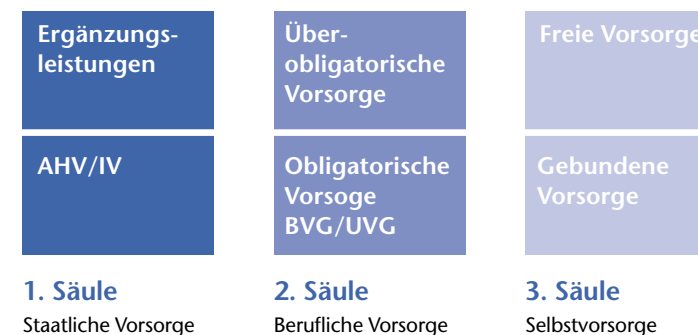 Ergänzungs-
leistungen
Über-
obligatorische
Vorsorge
Freie Vorsorge
AHV/IV
Obligatorische
Vorsoge
BVG/UVG
Gebundene
Vorsorge
1. Säule
Staatliche Vorsorge
2. Säule
Berufliche Vorsorge
3. Säule
Selbstvorsorge